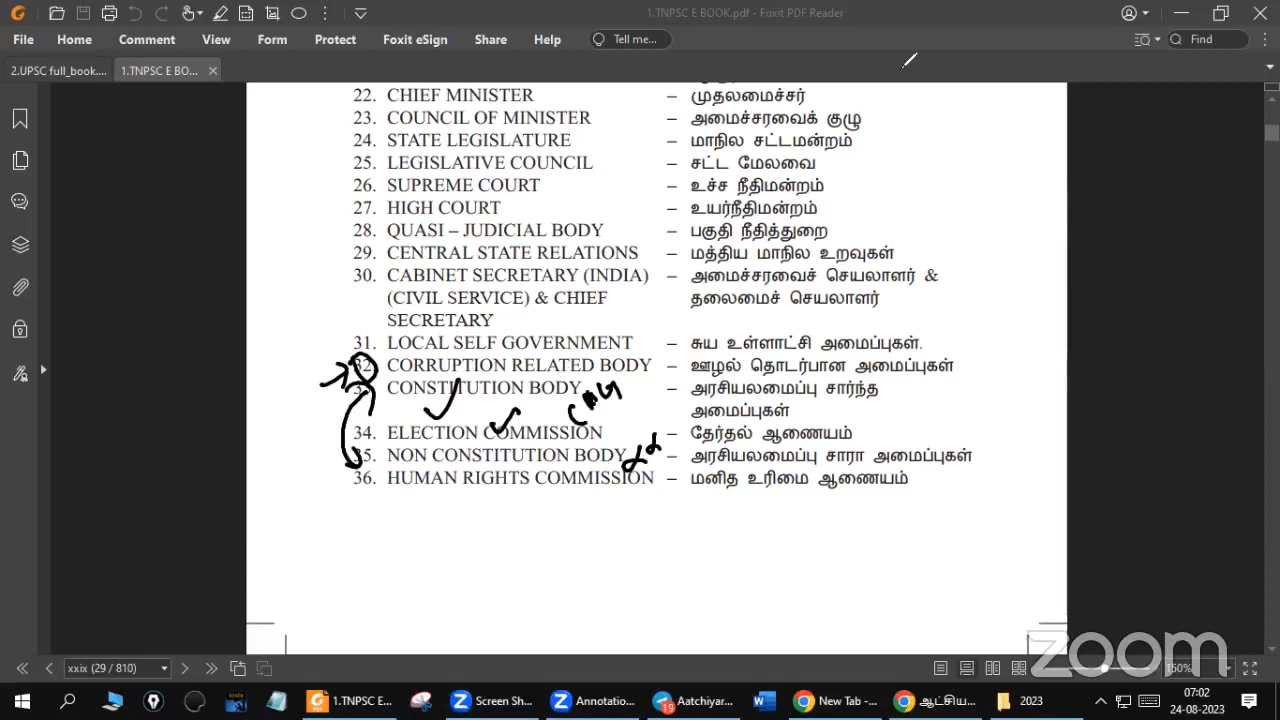 1.TNPSC E BOOK.pdf - Foxit PDF Reader
File Home Comment View Form Protect Foxit eSign Share Help Tell me... Find
2.UPSC full_book.... 1.TNPSC E BO...
22. CHIEF MINISTER – முதலமைச்சர்
23. COUNCIL OF MINISTER – அமைச்சரவைக் குழு
24. STATE LEGISLATURE – மாநில சட்டமன்றம்
25. LEGISLATIVE COUNCIL – சட்ட மேலவை
26. SUPREME COURT – உச்ச நீதிமன்றம்
27. HIGH COURT – உயர்நீதிமன்றம்
28. QUASI – JUDICIAL BODY – பகுதி நீதித்துறை
29. CENTRAL STATE RELATIONS – மத்திய மாநில உறவுகள்
30. CABINET SECRETARY (INDIA) – அமைச்சரவைச் செயலாளர் &
(CIVIL SERVICE) & CHIEF தலைமைச் செயலாளர்
SECRETARY
31. LOCAL SELF GOVERNMENT – சுய உள்ளாட்சி அமைப்புகள்.
32. CORRUPTION RELATED BODY – ஊழல் தொடர்பான அமைப்புகள்
33. CONSTITUTION BODY – அரசியலமைப்பு சார்ந்த
அமைப்புகள்
34. ELECTION COMMISSION – தேர்தல் ஆணையம்
35. NON CONSTITUTION BODY – அரசியலமைப்பு சாரா அமைப்புகள்
36. HUMAN RIGHTS COMMISSION – மனித உரிமை ஆணையம்
zoom
xxix (29 / 810) 150%
1.TNPSC E... Screen Sh... Annotatio... 19 Aatchiyar... New Tab -... ஆட்சிய... 2023 07:02
24-08-2023